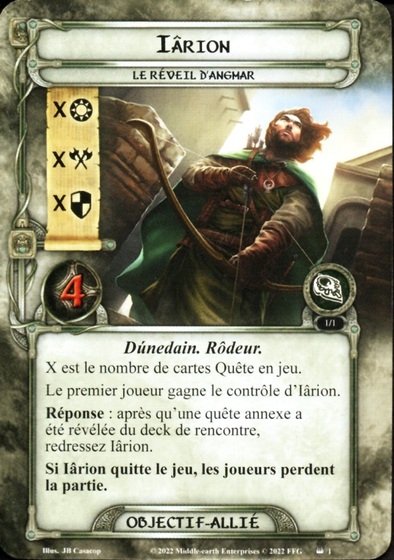 Iârion
LE RÉVEIL D'ANGMAR
X
X
X
4
1/1
Dúnedain. Rôdeur.
X est le nombre de cartes Quête en jeu.
Le premier joueur gagne le contrôle d'Iârion.
Réponse : après qu'une quête annexe a
été révélée du deck de rencontre,
redressez Iârion.
Si Iârion quitte le jeu, les joueurs perdent
la partie.
OBJECTIF-ALLIÉ
Illus. JB Casacop
©2022 Middle-earth Enterprises ©2022 FFG
1